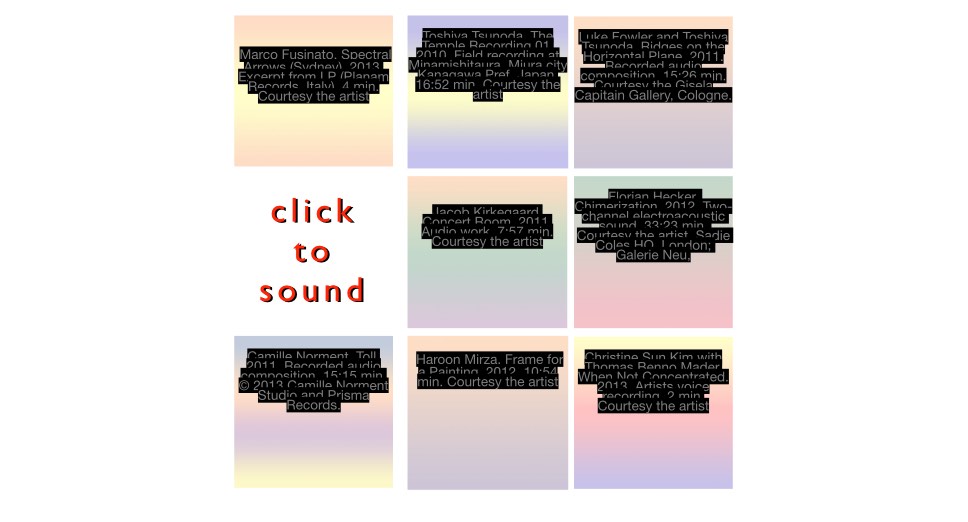 Marco Fusinato. Spectral
Arrows (Sydney). 2013.
Excerpt from LP (Planam
Records, Italy). 4 min.
Courtesy the artist
Toshiya Tsunoda. The
Temple Recording 01.
2010. Field recording at
Minamishitaura, Miura city
Kanagawa Pref, Japan.
16:52 min. Courtesy the
artist
Luke Fowler and Toshiya
Tsunoda. Ridges on the
Horizontal Plane. 2011.
Recorded audio
composition. 15:26 min.
Courtesy the Gisela
Capitain Gallery, Cologne.
click
to
sound
Jacob Kirkegaard.
Concert Room. 2011.
Audio work. 7:57 min.
Courtesy the artist
Florian Hecker.
Chimerization. 2012. Two-
channel electroacoustic
sound. 33:23 min.
Courtesy the artist, Sadie
Coles HQ, London;
Galerie Neu,
Camille Norment. Toll.
2011. Recorded audio
composition. 15:15 min.
© 2013 Camille Norment
Studio and Prisma
Records.
Haroon Mirza. Frame for
a Painting. 2012. 10:54
min. Courtesy the artist
Christine Sun Kim with
Thomas Benno Mader.
When Not Concentrated.
2013. Artists voice
recording. 2 min.
Courtesy the artist